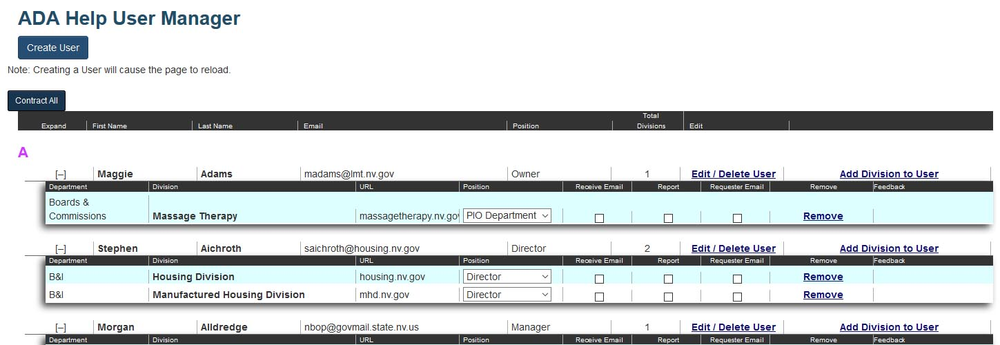 ADA Help User Manager
Create User
Note: Creating a User will cause the page to reload.
Contract All
Expand First Name Last Name Email Position Total Divisions Edit
A
[–] Maggie Adams madams@lmt.nv.gov Owner 1 Edit / Delete User Add Division to User
Department Division URL Position Receive Email Report Requester Email Remove Feedback
Boards & Commissions Massage Therapy massagetherapy.nv.gov PIO Department Remove
[–] Stephen Aichroth saichroth@housing.nv.gov Director 2 Edit / Delete User Add Division to User
Department Division URL Position Receive Email Report Requester Email Remove Feedback
B&I Housing Division housing.nv.gov Director Remove
B&I Manufactured Housing Division mhd.nv.gov Director Remove
[–] Morgan Alldredge nbop@govmail.state.nv.us Manager 1 Edit / Delete User Add Division to User
Department Division URL Position Receive Email Report Requester Email Remove Feedback